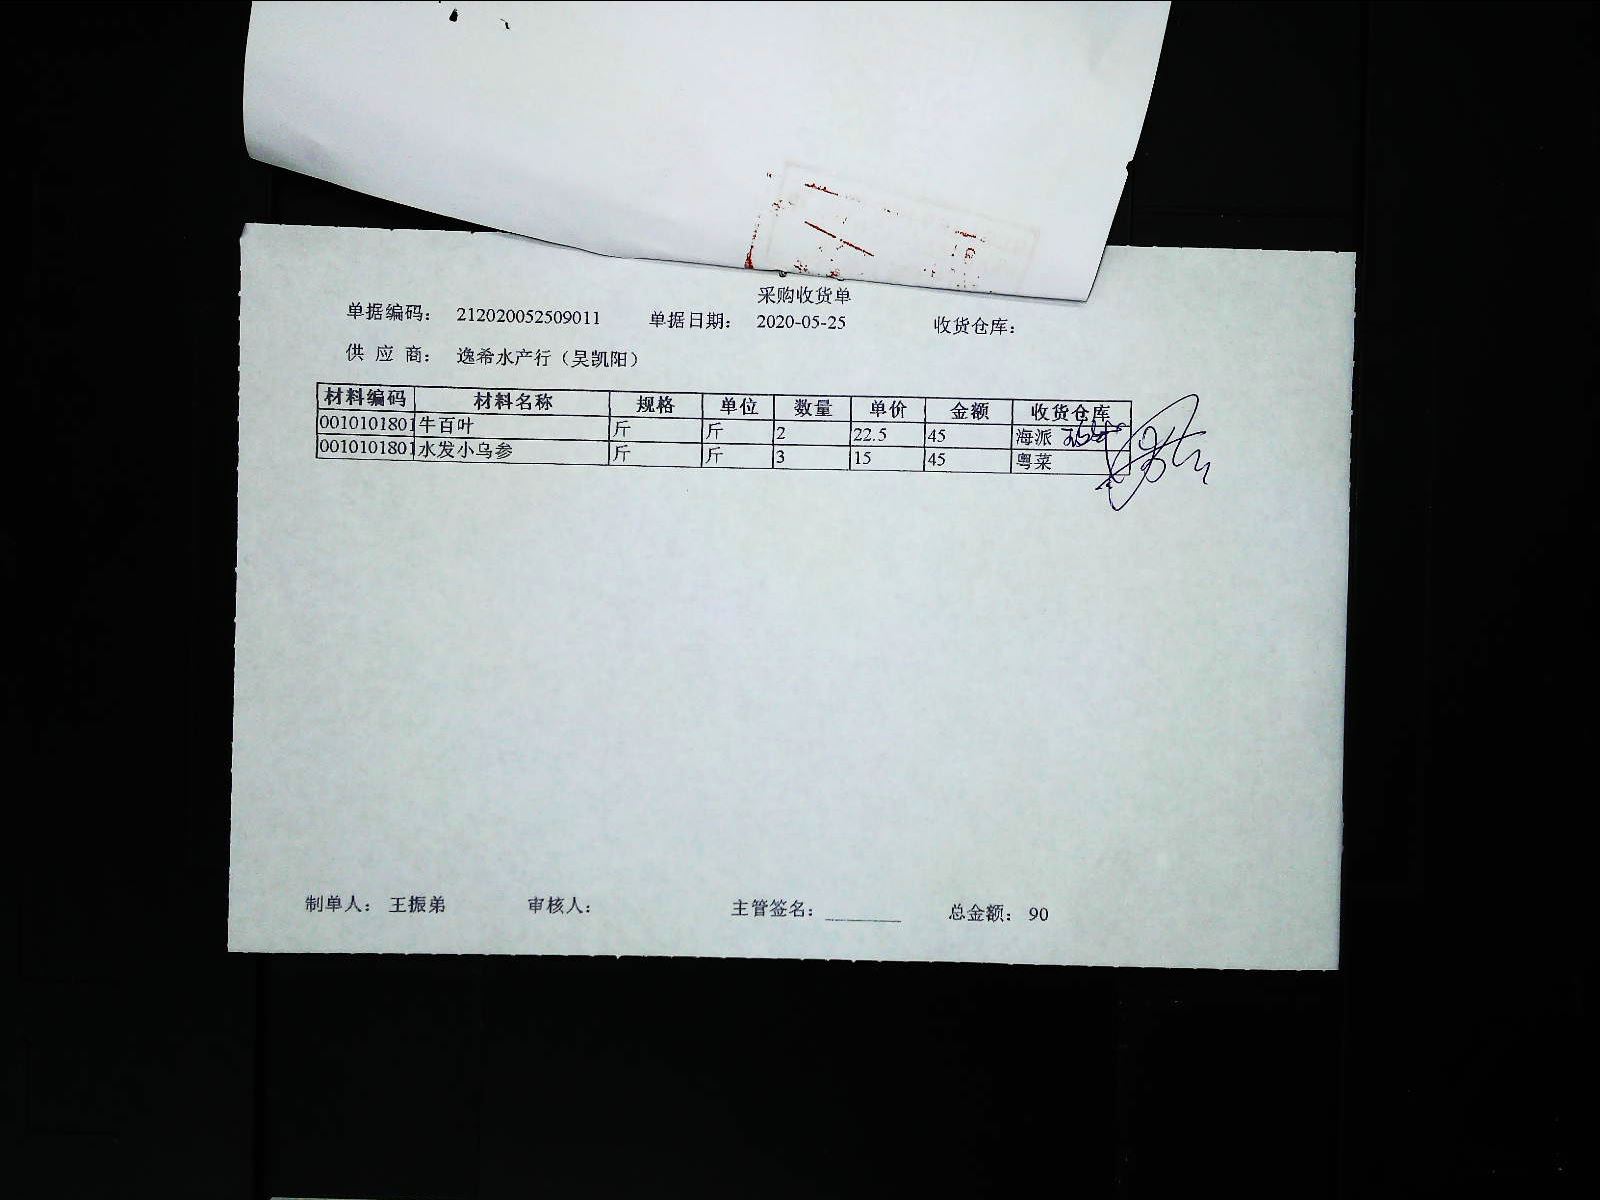 采购收货单
单据编码： 212020052509011 单据日期： 2020-05-25 收货仓库：
供 应 商： 逸希水产行（吴凯阳）
材料编码 材料名称 规格 单位 数量 单价 金额 收货仓库
0010101801 牛百叶 斤 斤 2 22.5 45 海派
0010101801 水发小乌参 斤 斤 3 15 45 粤菜
制单人： 王振弟 审核人： 主管签名： ________ 总金额： 90